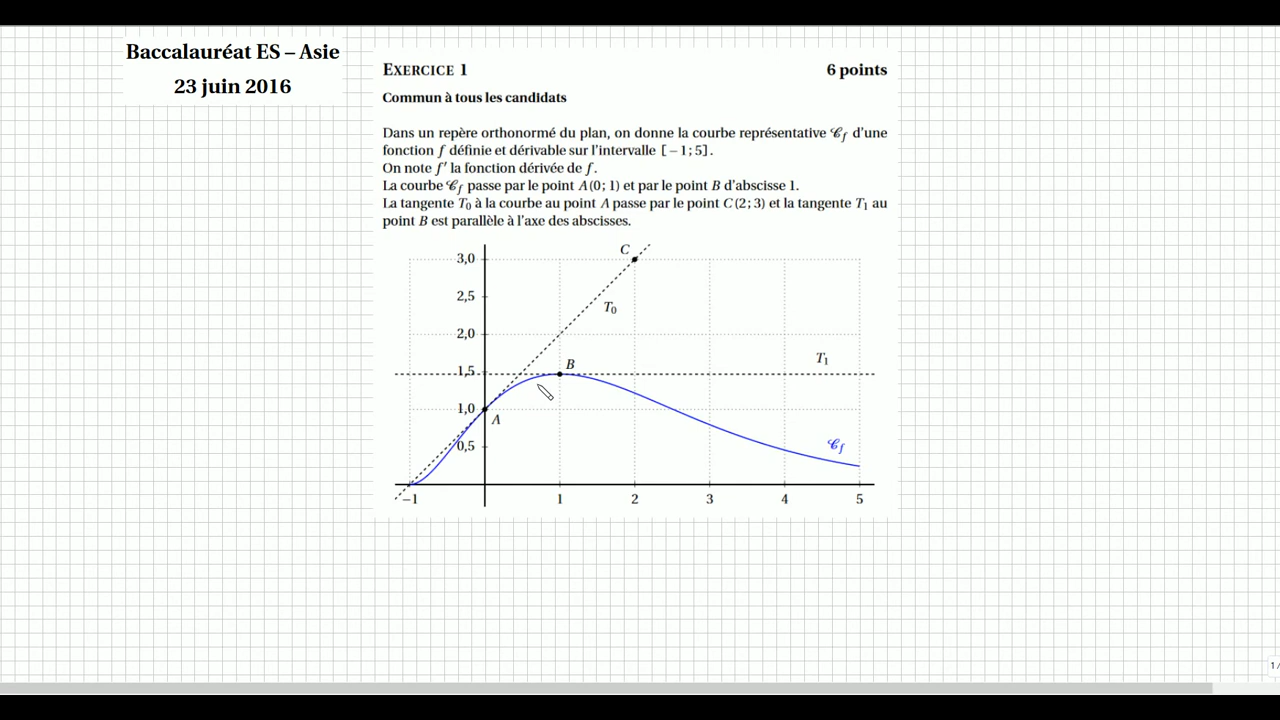 Baccalauréat ES – Asie
23 juin 2016
EXERCICE 1 6 points
Commun à tous les candidats
Dans un repère orthonormé du plan, on donne la courbe représentative 𝒞f d'une
fonction f définie et dérivable sur l'intervalle [−1 ; 5].
On note f′ la fonction dérivée de f.
La courbe 𝒞f passe par le point A(0 ; 1) et par le point B d'abscisse 1.
La tangente T0 à la courbe au point A passe par le point C(2 ; 3) et la tangente T1 au
point B est parallèle à l'axe des abscisses.
C
3,0
2,5
T0
2,0
T1
B
1,5
1,0
A
0,5
𝒞f
−1 1 2 3 4 5
1/